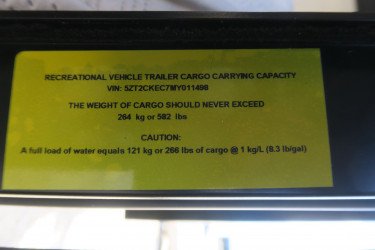 RECREATIONAL VEHICLE TRAILER CARGO CARRYING CAPACITY
VIN: 5ZT2CKEC7MY011498
THE WEIGHT OF CARGO SHOULD NEVER EXCEED
264 kg or 582 lbs
CAUTION:
A full load of water equals 121 kg or 266 lbs of cargo @ 1 kg/L (8.3 lb/gal)